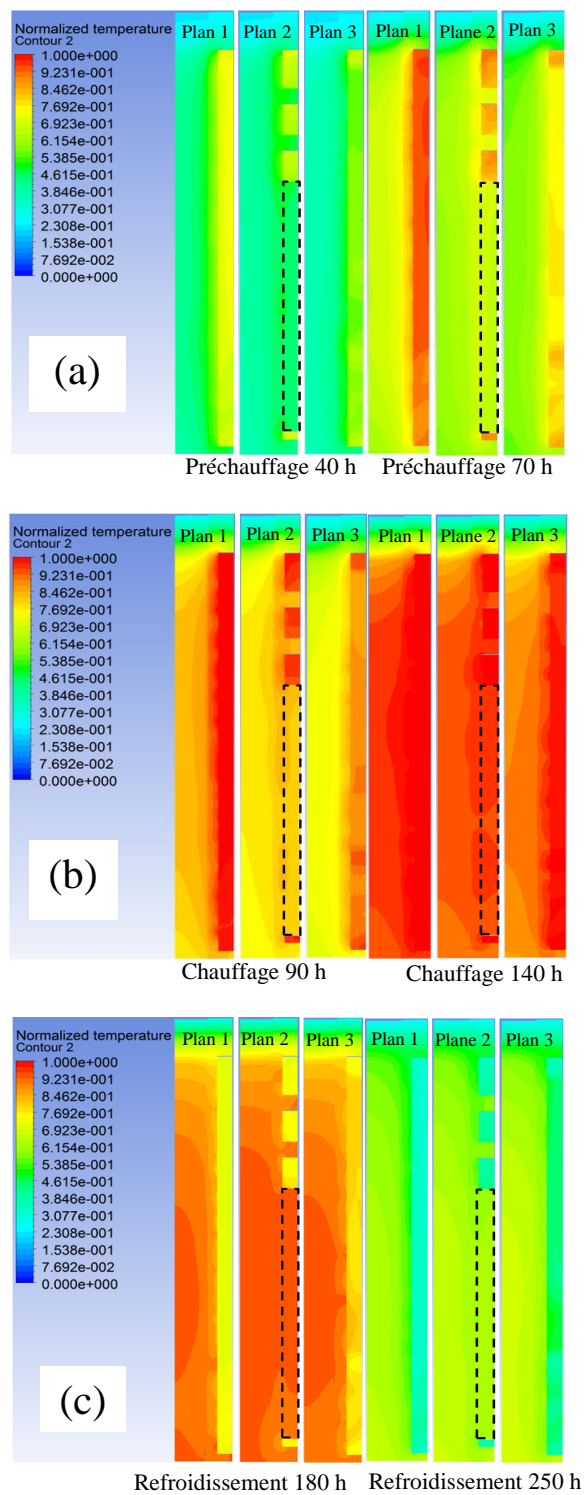 Normalized temperature
Contour 2
1.000e+000
9.231e-001
8.462e-001
7.692e-001
6.923e-001
6.154e-001
5.385e-001
4.615e-001
3.846e-001
3.077e-001
2.308e-001
1.538e-001
7.692e-002
0.000e+000
Plan 1 Plan 2 Plan 3 Plan 1 Plane 2 Plan 3
(a)
Préchauffage 40 h Préchauffage 70 h
Normalized temperature
Contour 2
1.000e+000
9.231e-001
8.462e-001
7.692e-001
6.923e-001
6.154e-001
5.385e-001
4.615e-001
3.846e-001
3.077e-001
2.308e-001
1.538e-001
7.692e-002
0.000e+000
Plan 1 Plan 2 Plan 3 Plan 1 Plane 2 Plan 3
(b)
Chauffage 90 h Chauffage 140 h
Normalized temperature
Contour 2
1.000e+000
9.231e-001
8.462e-001
7.692e-001
6.923e-001
6.154e-001
5.385e-001
4.615e-001
3.846e-001
3.077e-001
2.308e-001
1.538e-001
7.692e-002
0.000e+000
Plan 1 Plan 2 Plan 3 Plan 1 Plane 2 Plan 3
(c)
Refroidissement 180 h Refroidissement 250 h